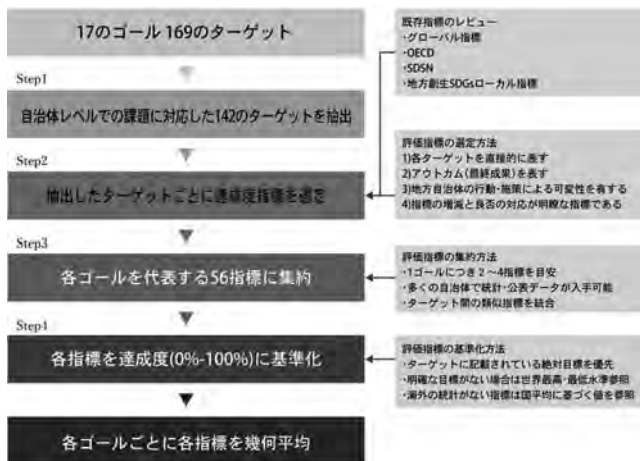 17のゴール 169のターゲット
Step1
自治体レベルでの課題に対応した142のターゲットを抽出
Step2
抽出したターゲットごとに達成度指標を選定
Step3
各ゴールを代表する56指標に集約
Step4
各指標を達成度(0%-100%)に基準化
各ゴールごとに各指標を幾何平均
既存指標のレビュー
・グローバル指標
・OECD
・SDSN
・地方創生SDGsローカル指標
評価指標の選定方法
1)各ターゲットを直接的に表す
2)アウトカム(最終成果)を表す
3)地方自治体の行動・施策による可変性を有する
4)指標の増減と良否の対応が明瞭な指標である
評価指標の集約方法
・1ゴールにつき2～4指標を目安
・多くの自治体で統計・公表データが入手可能
・ターゲット間の類似指標を統合
評価指標の基準化方法
・ターゲットに記載されている絶対目標を優先
・明確な目標がない場合は世界最高・最低水準参照
・海外の統計がない指標は国平均に基づく値を参照